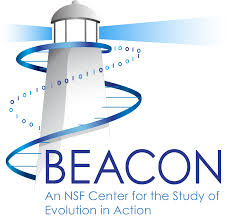 BEACON
An NSF Center for the Study of
Evolution in Action